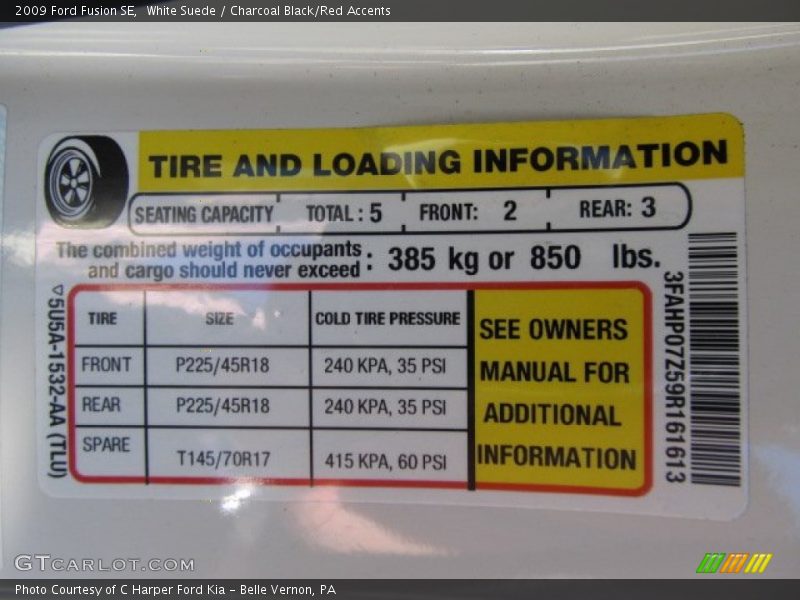 2009 Ford Fusion SE,  White Suede / Charcoal Black/Red Accents
TIRE AND LOADING INFORMATION
SEATING CAPACITY TOTAL : 5 FRONT: 2 REAR: 3
The combined weight of occupants
and cargo should never exceed : 385 kg or 850 lbs.
TIRE SIZE COLD TIRE PRESSURE
FRONT P225/45R18 240 KPA, 35 PSI
REAR P225/45R18 240 KPA, 35 PSI
SPARE T145/70R17 415 KPA, 60 PSI
SEE OWNERS
MANUAL FOR
ADDITIONAL
INFORMATION
▽5U5A-1532-AA (TLU)
3FAHP07Z59R161613
GTCARLOT.COM
Photo Courtesy of C Harper Ford Kia – Belle Vernon, PA